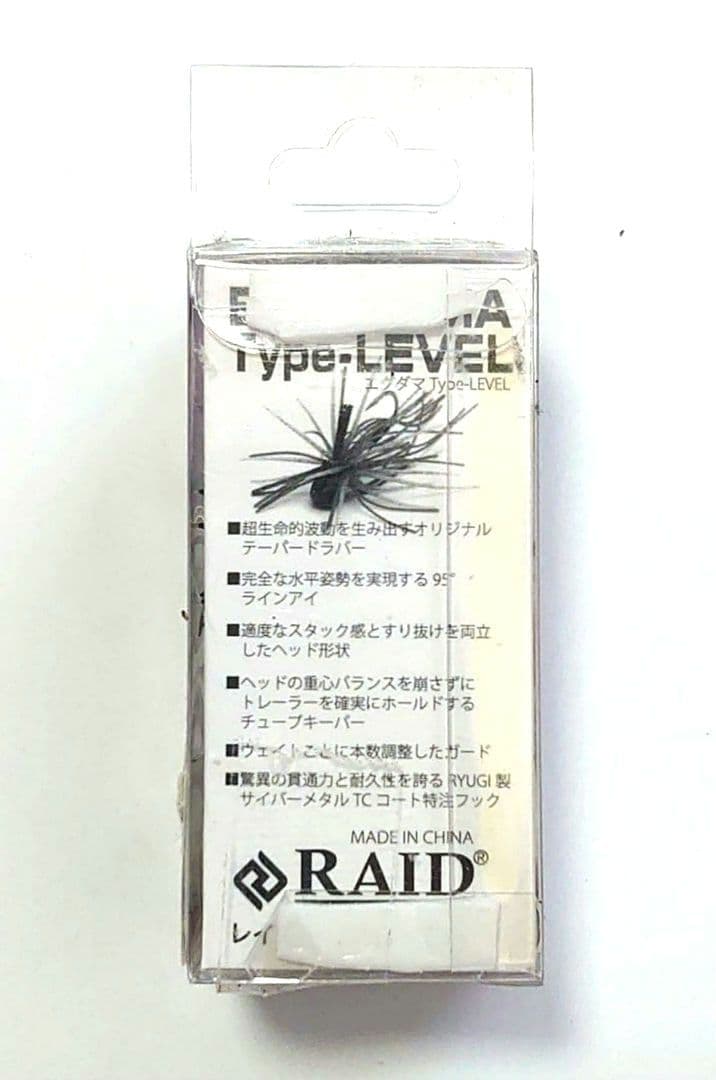 Type-LEVEL
エグダマ Type-LEVEL
■超生命的波動を生み出すオリジナル
テーパードラバー
■完全な水平姿勢を実現する 95°
ラインアイ
■適度なスタック感とすり抜けを両立
したヘッド形状
■ヘッドの重心バランスを崩さずに
トレーラーを確実にホールドする
チューブキーパー
■ウェイトごとに本数調整したガード
■驚異の貫通力と耐久性を誇る RYUGI 製
サイバーメタル TC コート特注フック
MADE IN CHINA
RAID®
レイ